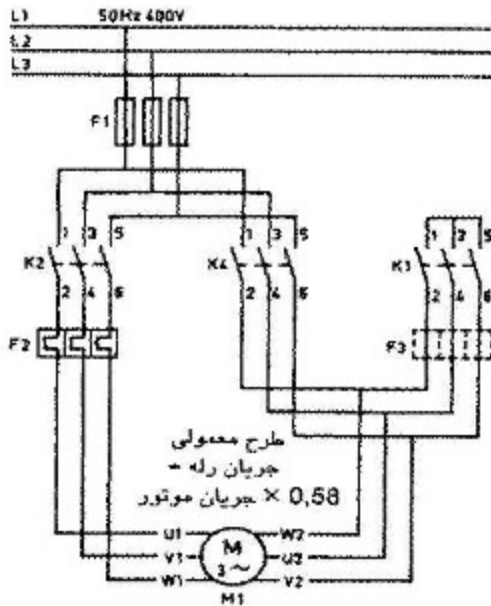 L1 50Hz 400V
L2
L3
F1
1 3 5 1 3 5 1 3 5
K2 K4 K1
2 4 6 2 4 6 2 4 6
F2 F3
طرح معمولی
جریان رله =
0,58 × جریان موتور
U1 M W2
V1 3~ U2
W1 V2
M1